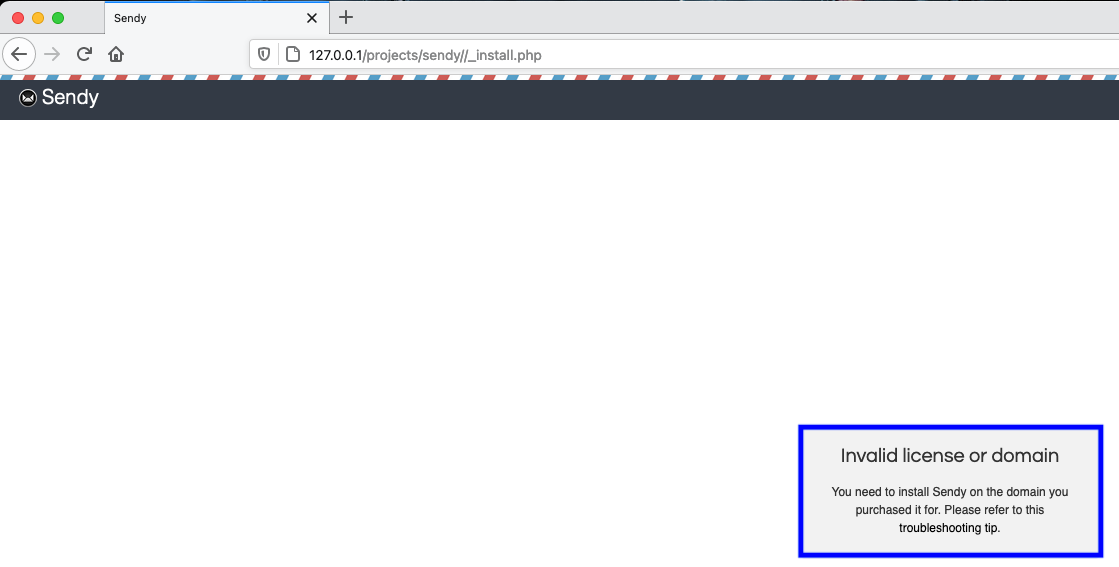 Sendy
127.0.0.1/projects/sendy//_install.php
Sendy
Invalid license or domain
You need to install Sendy on the domain you
purchased it for. Please refer to this
troubleshooting tip.